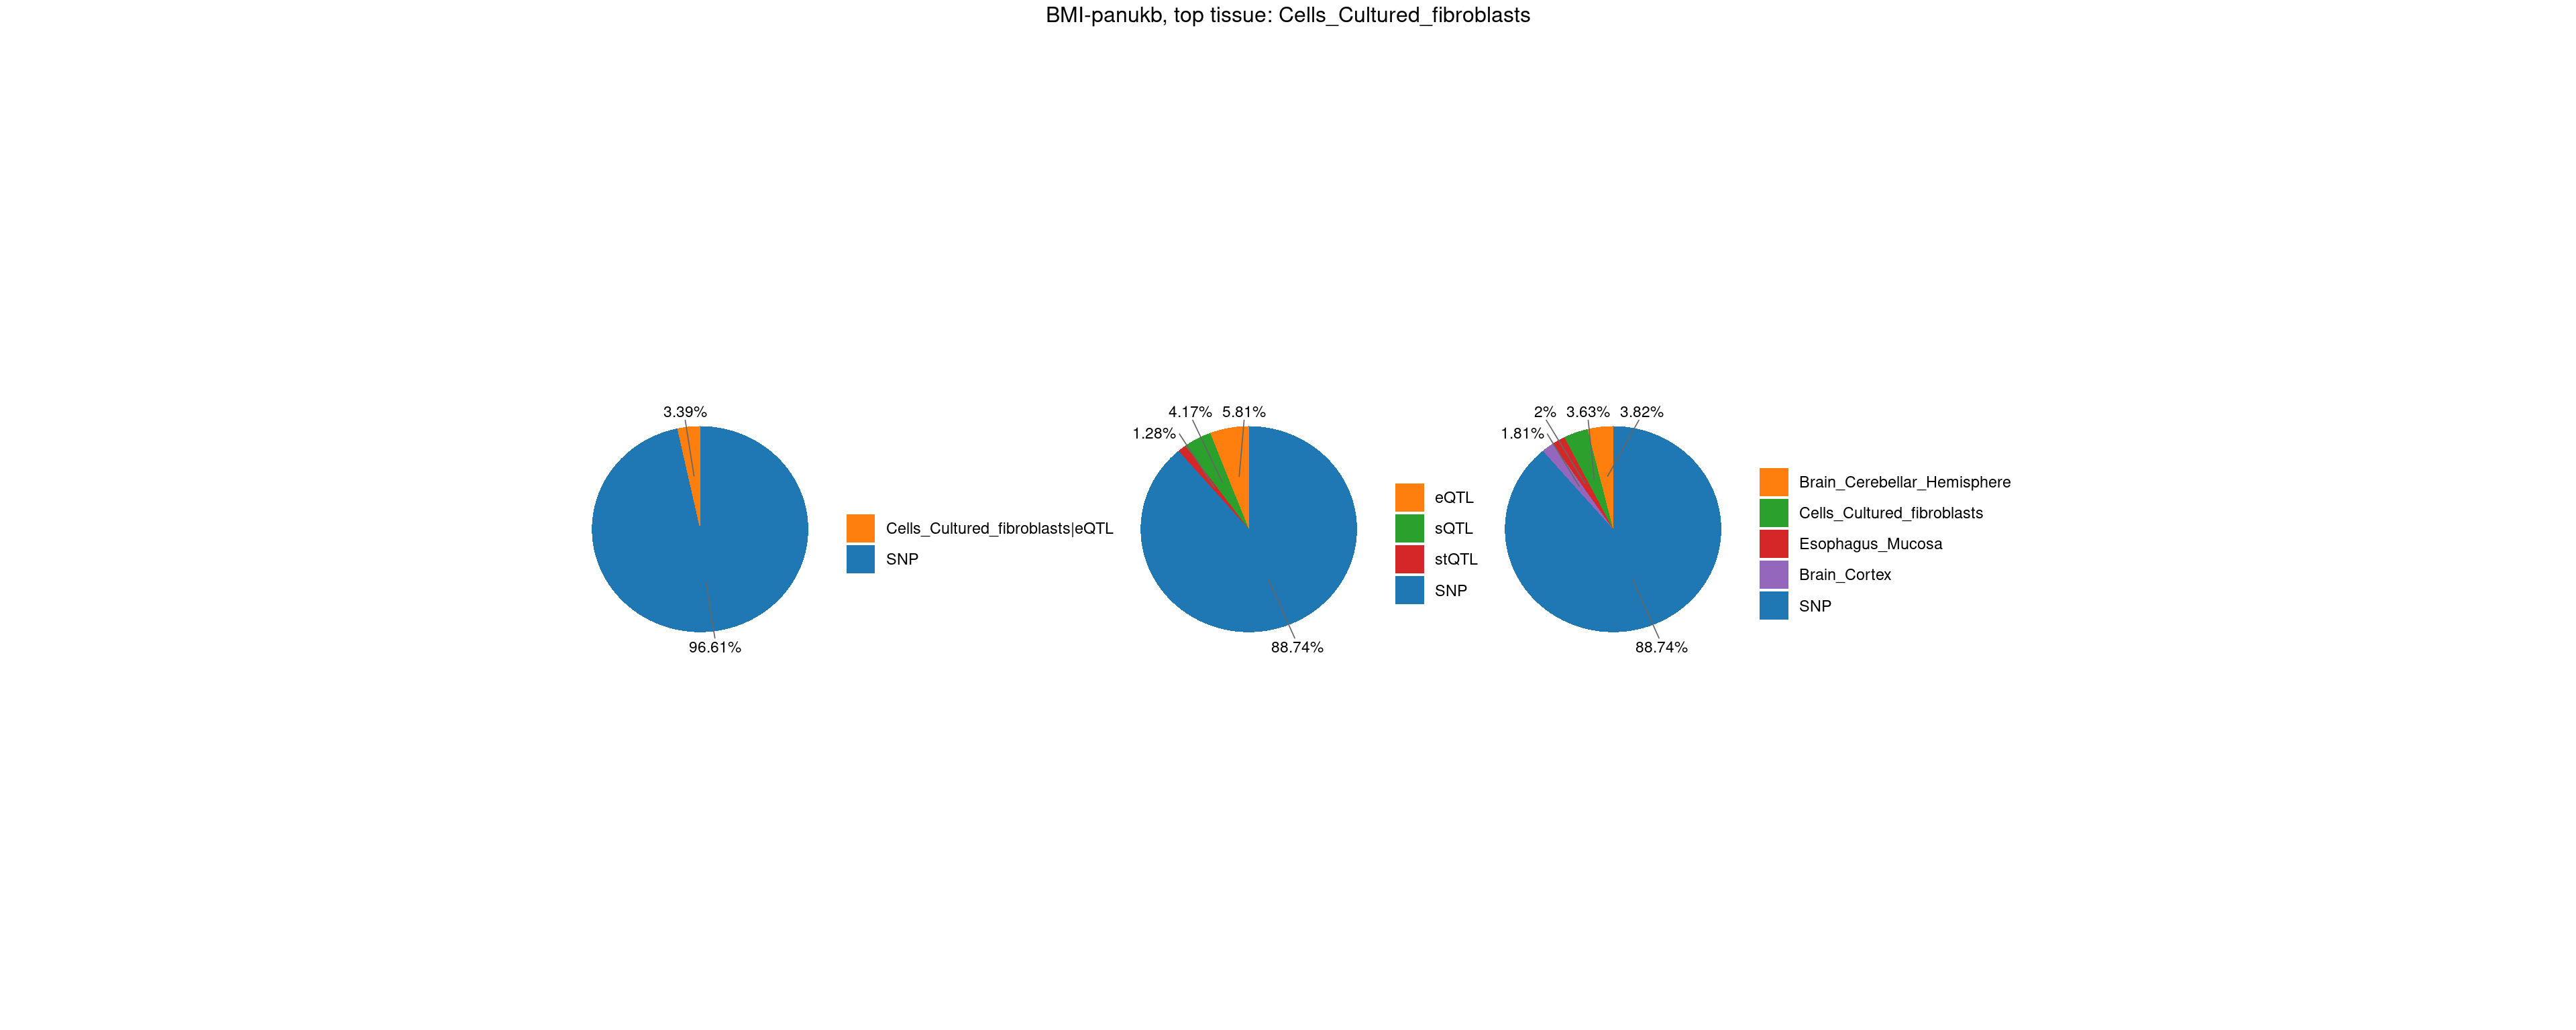 BMI-panukb, top tissue: Cells_Cultured_fibroblasts
3.39%
96.61%
Cells_Cultured_fibroblasts|eQTL
SNP
4.17% 5.81%
1.28%
88.74%
eQTL
sQTL
stQTL
SNP
2% 3.63% 3.82%
1.81%
88.74%
Brain_Cerebellar_Hemisphere
Cells_Cultured_fibroblasts
Esophagus_Mucosa
Brain_Cortex
SNP